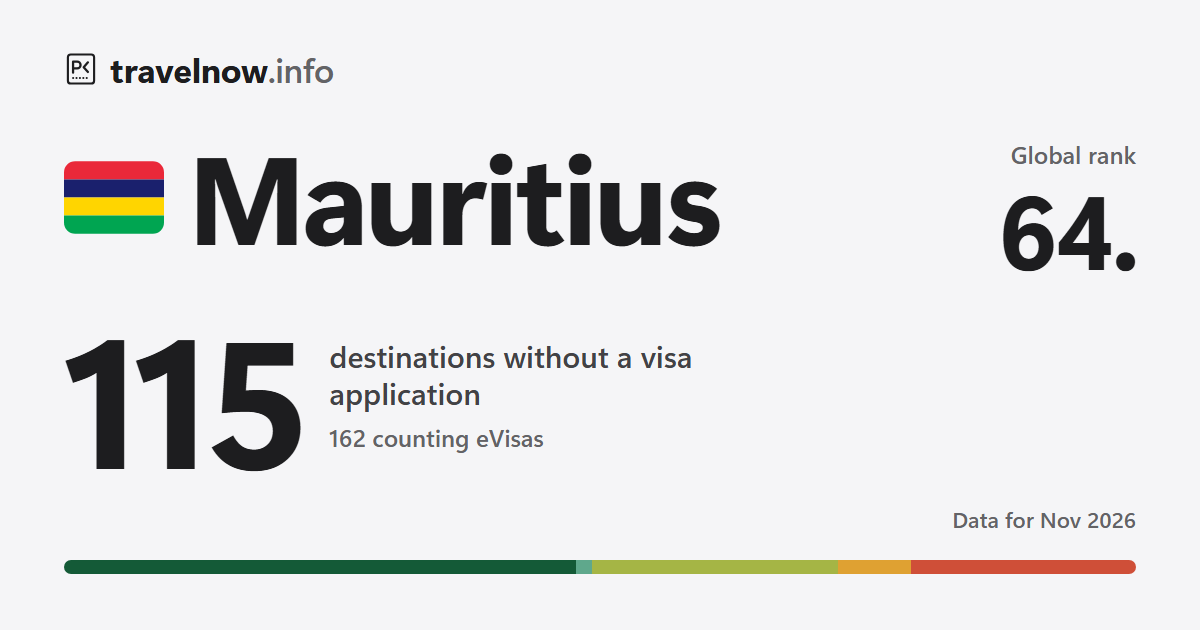 travelnow.info
Mauritius
Global rank
64.
115
destinations without a visa
application
162 counting eVisas
Data for Nov 2026